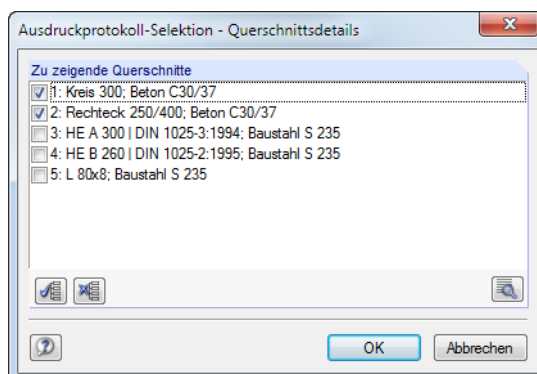 Ausdruckprotokoll-Selektion - Querschnittsdetails
Zu zeigende Querschnitte
1: Kreis 300; Beton C30/37
2: Rechteck 250/400; Beton C30/37
3: HE A 300 | DIN 1025-3:1994; Baustahl S 235
4: HE B 260 | DIN 1025-2:1995; Baustahl S 235
5: L 80x8; Baustahl S 235
OK
Abbrechen